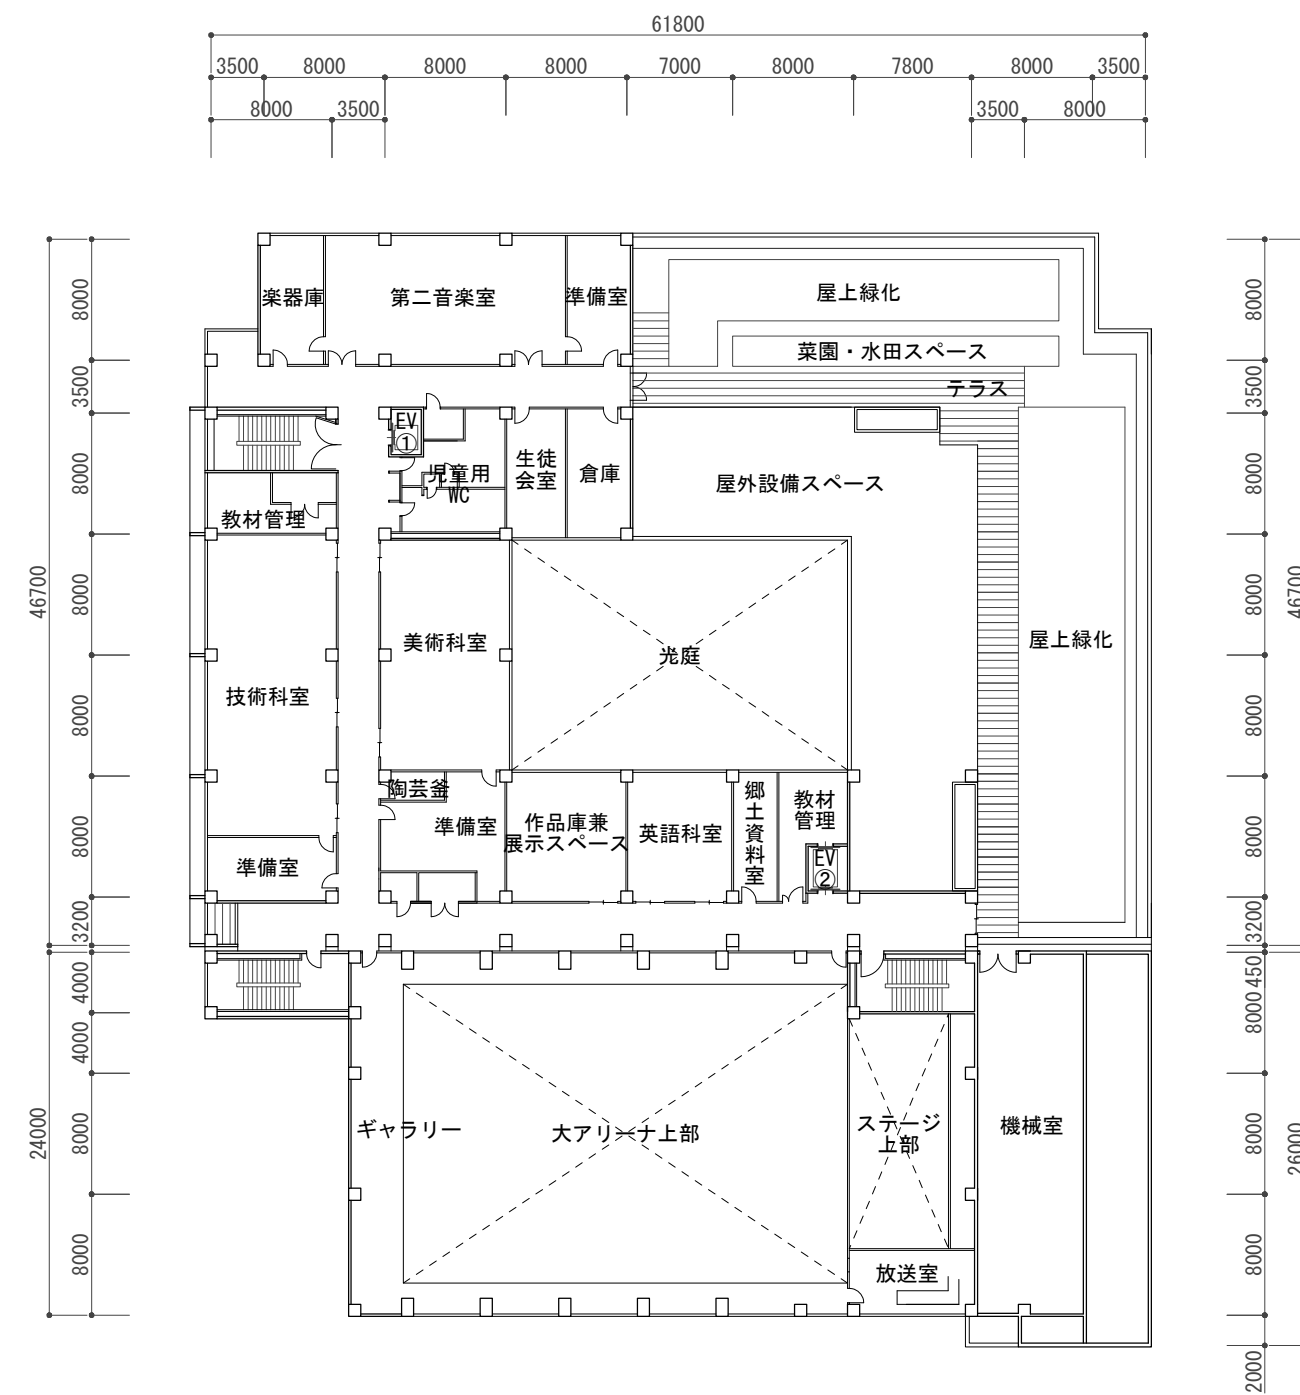 61800
3500
8000
8000
8000
7000
8000
7800
8000
3500
8000
3500
3500
8000
楽器庫
第二音楽室
準備室
屋上緑化
菜園・水田スペース
テラス
EV
①
児童用
WC
生徒
会室
倉庫
屋外設備スペース
教材管理
美術科室
光庭
屋上緑化
技術科室
陶芸釜
準備室
作品庫兼
展示スペース
英語科室
郷土資料室
教材
管理
EV
②
準備室
ギャラリー
大アリーナ上部
ステージ
上部
機械室
放送室
46700
8000
3500
8000
8000
8000
8000
3200
24000
4000
4000
8000
8000
8000
3500
8000
8000
8000
8000
3200
450
8000
8000
8000
2000
46700
26000